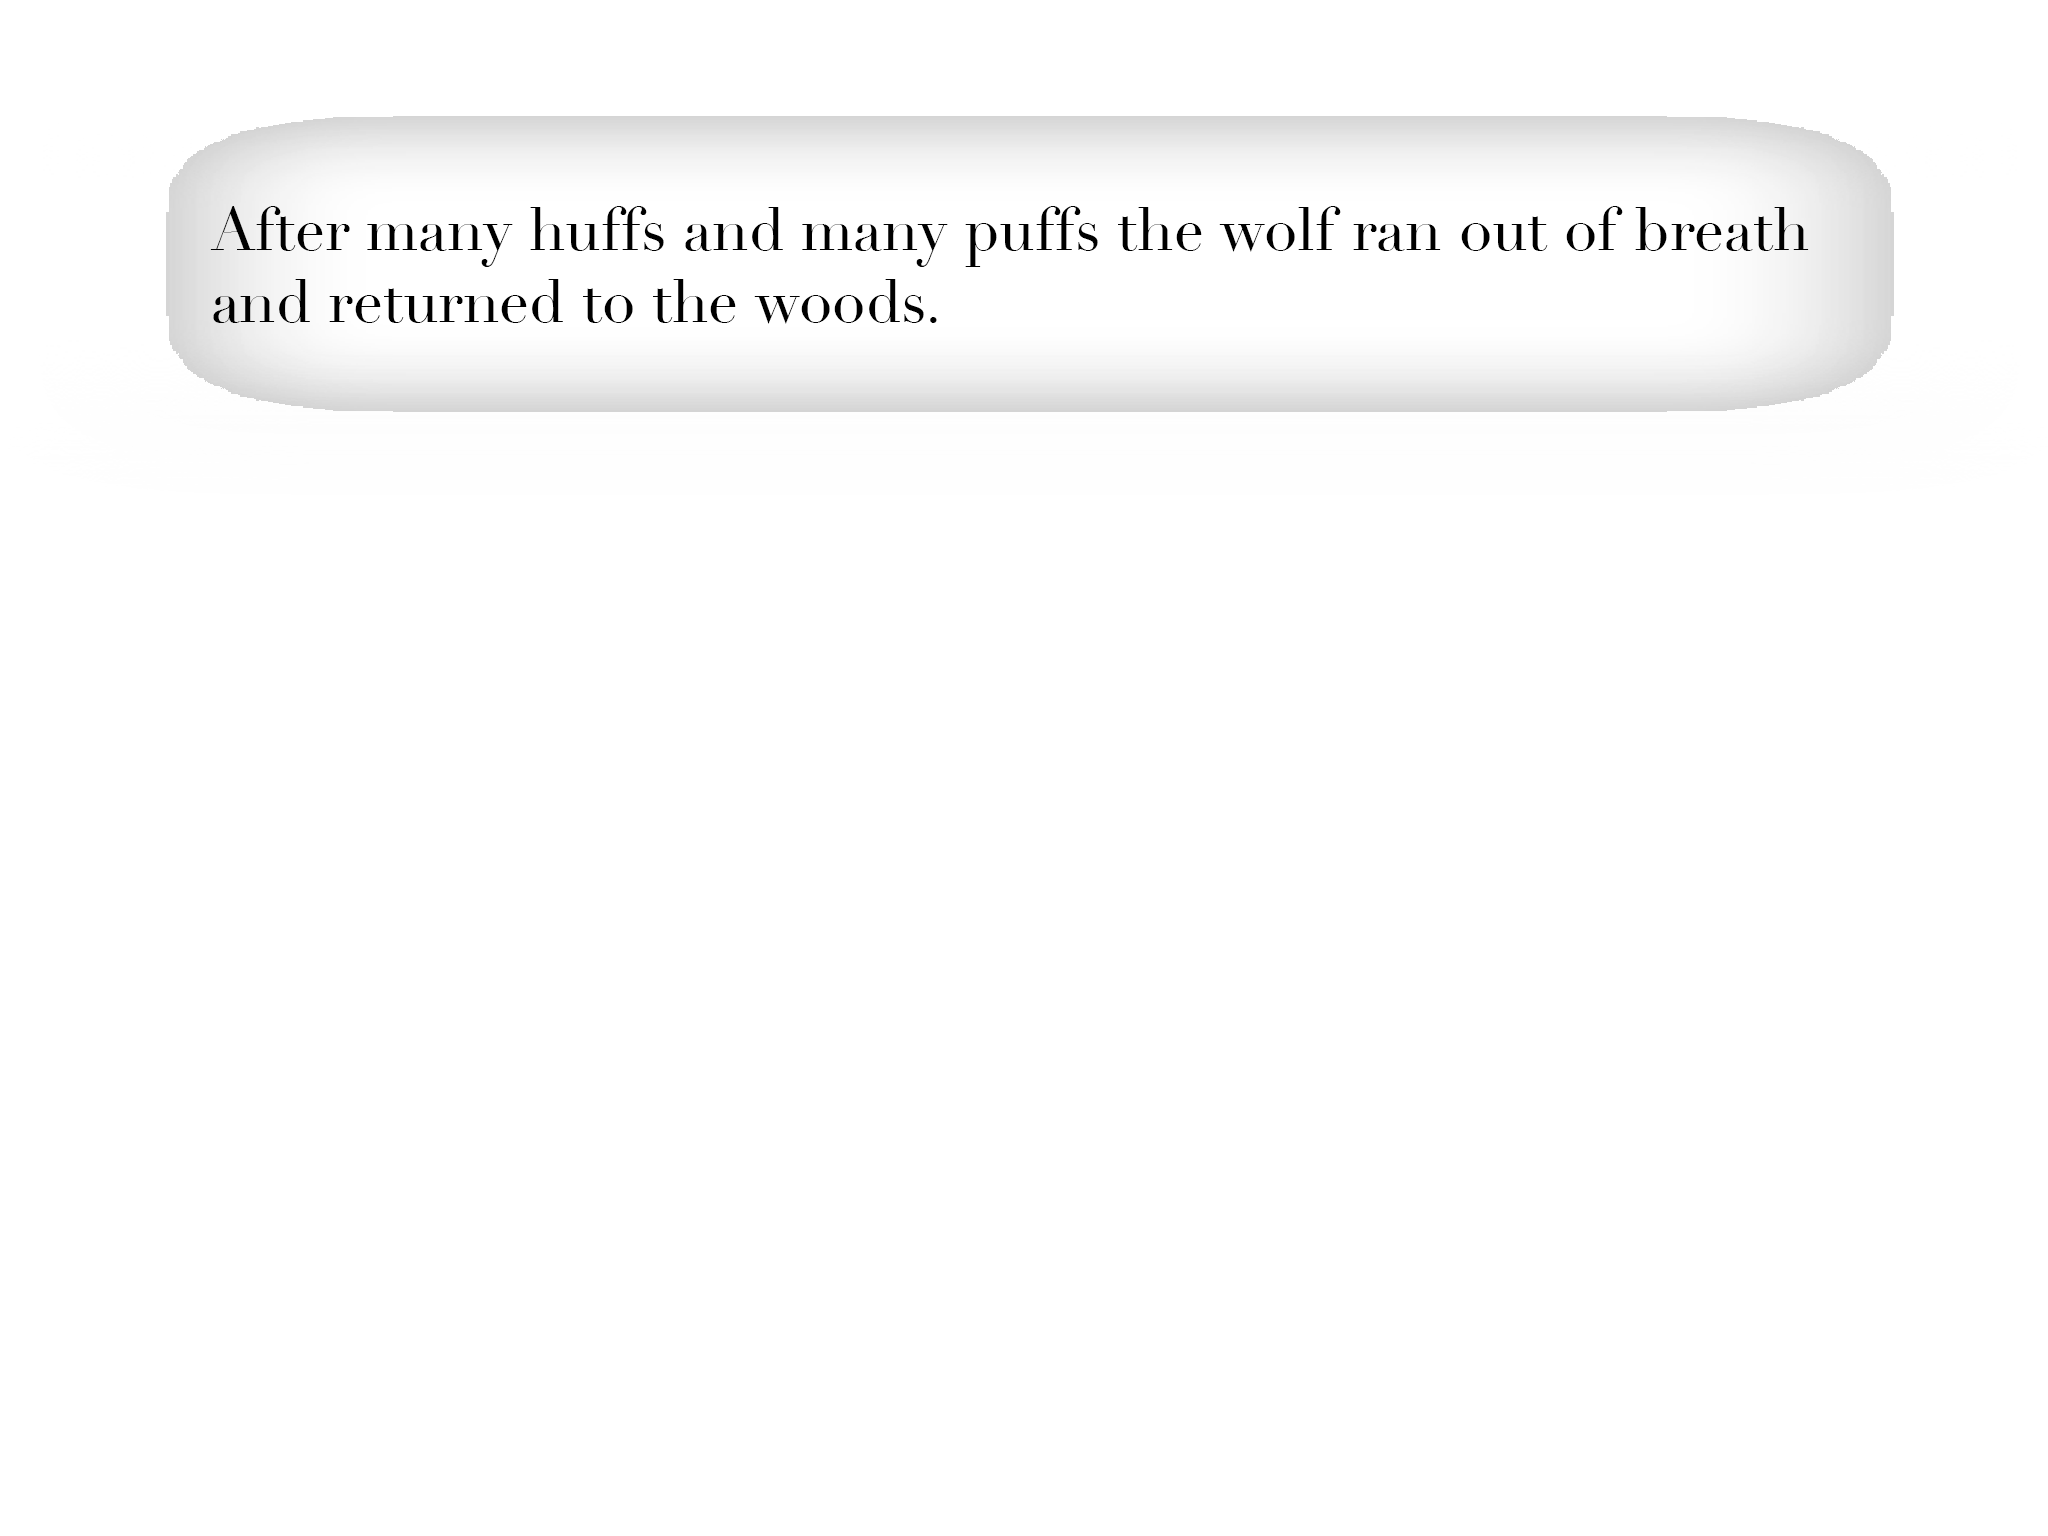 After many huffs and many puffs the wolf ran out of breath
and returned to the woods.